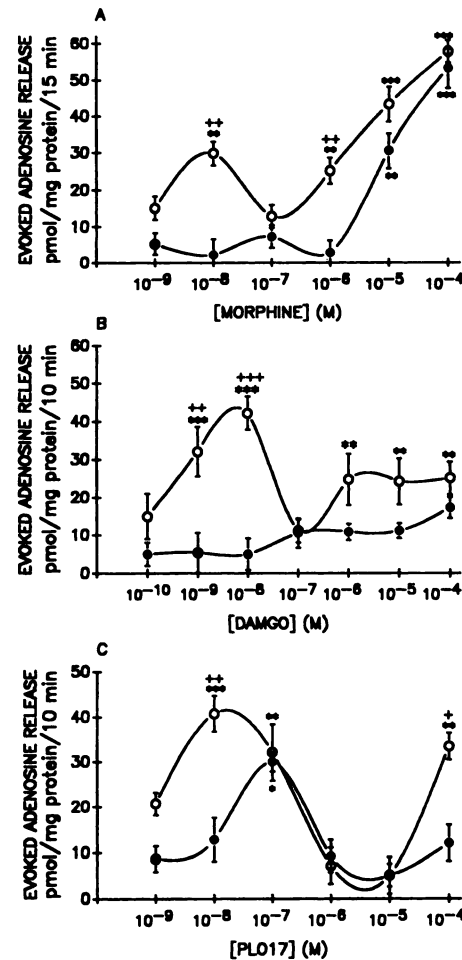 A
EVOKED ADENOSINE RELEASE
pmol/mg protein/15 min
60
50
40
30
20
10
0
++
**
++
**
***
**
***
***
10⁻⁹ 10⁻⁸ 10⁻⁷ 10⁻⁶ 10⁻⁵ 10⁻⁴
[MORPHINE] (M)
B
EVOKED ADENOSINE RELEASE
pmol/mg protein/10 min
60
50
40
30
20
10
0
++
***
+++
***
**
**
**
*
10⁻¹⁰ 10⁻⁹ 10⁻⁸ 10⁻⁷ 10⁻⁶ 10⁻⁵ 10⁻⁴
[DAMGO] (M)
C
EVOKED ADENOSINE RELEASE
pmol/mg protein/10 min
50
40
30
20
10
0
++
***
**
*
+
**
10⁻⁹ 10⁻⁸ 10⁻⁷ 10⁻⁶ 10⁻⁵ 10⁻⁴
[PLO17] (M)